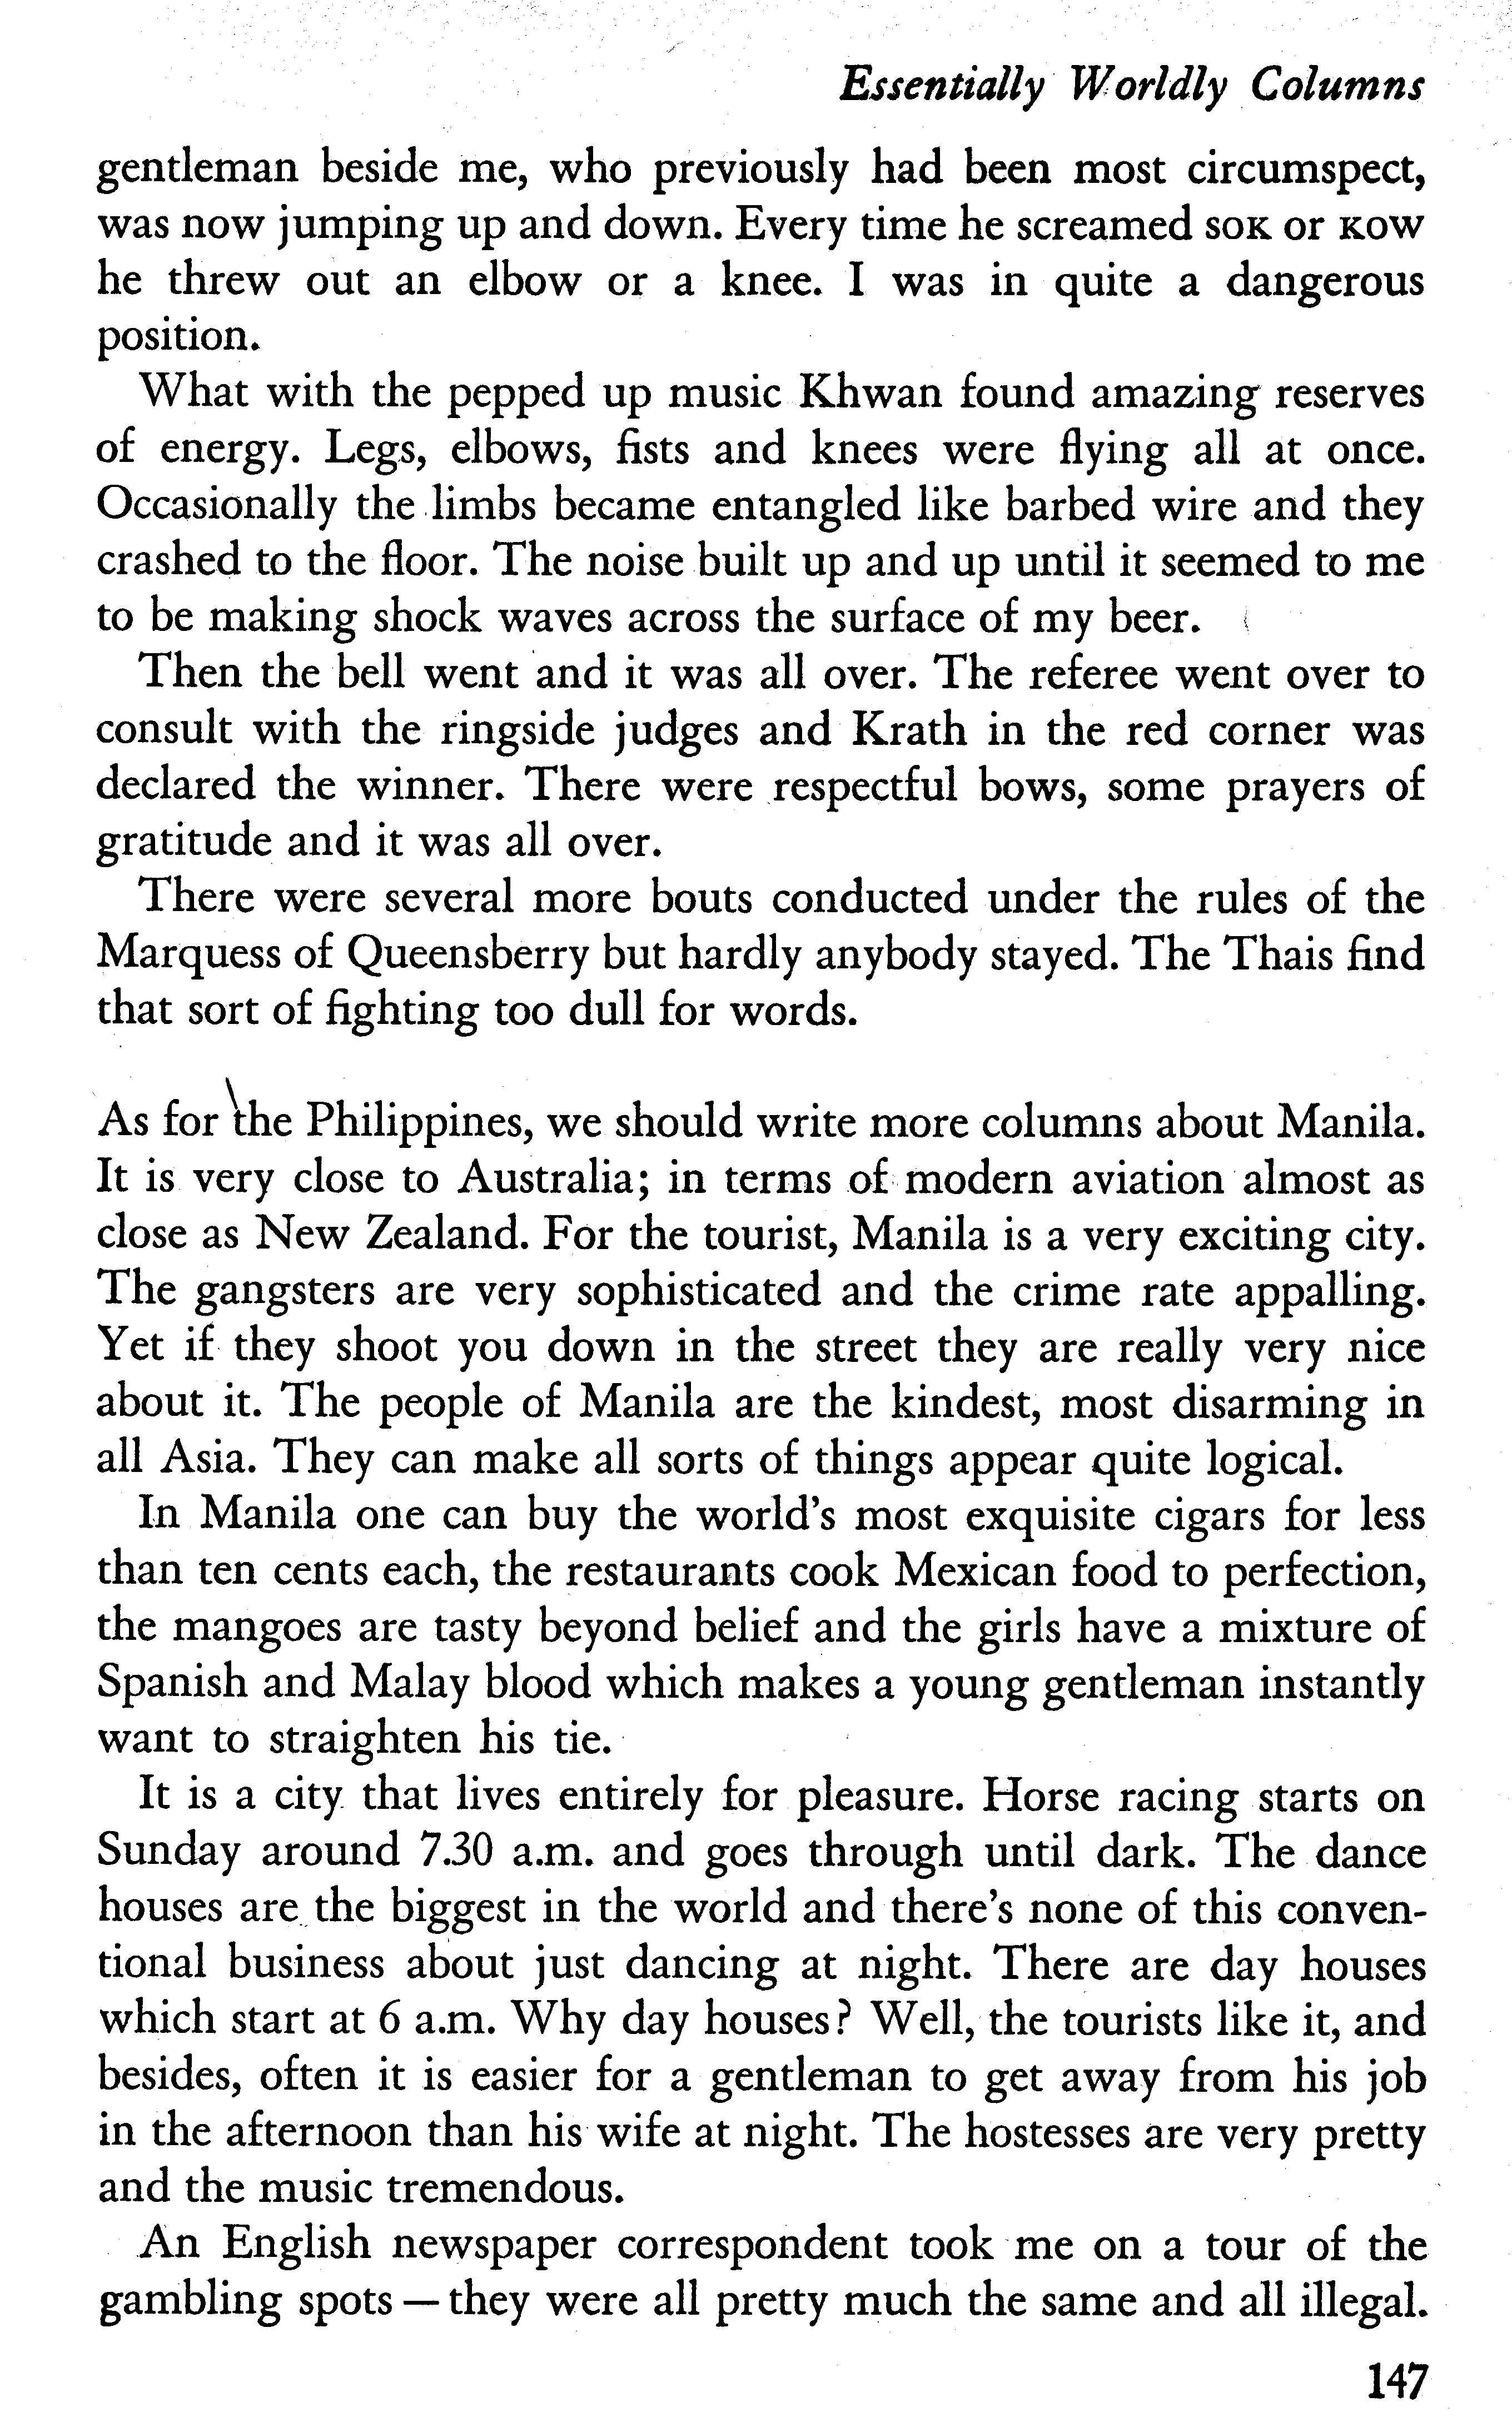 Essentially Worldly Columns
gentleman beside me, who previously had been most circumspect,
was now jumping up and down. Every time he screamed SOK or KOW
he threw out an elbow or a knee. I was in quite a dangerous
position.
What with the pepped up music Khwan found amazing reserves
of energy. Legs, elbows, fists and knees were flying all at once.
Occasionally the limbs became entangled like barbed wire and they
crashed to the floor. The noise built up and up until it seemed to me
to be making shock waves across the surface of my beer.
Then the bell went and it was all over. The referee went over to
consult with the ringside judges and Krath in the red corner was
declared the winner. There were respectful bows, some prayers of
gratitude and it was all over.
There were several more bouts conducted under the rules of the
Marquess of Queensberry but hardly anybody stayed. The Thais find
that sort of fighting too dull for words.
As for the Philippines, we should write more columns about Manila.
It is very close to Australia; in terms of modern aviation almost as
close as New Zealand. For the tourist, Manila is a very exciting city.
The gangsters are very sophisticated and the crime rate appalling.
Yet if they shoot you down in the street they are really very nice
about it. The people of Manila are the kindest, most disarming in
all Asia. They can make all sorts of things appear quite logical.
In Manila one can buy the world's most exquisite cigars for less
than ten cents each, the restaurants cook Mexican food to perfection,
the mangoes are tasty beyond belief and the girls have a mixture of
Spanish and Malay blood which makes a young gentleman instantly
want to straighten his tie.
It is a city that lives entirely for pleasure. Horse racing starts on
Sunday around 7.30 a.m. and goes through until dark. The dance
houses are the biggest in the world and there's none of this conven-
tional business about just dancing at night. There are day houses
which start at 6 a.m. Why day houses? Well, the tourists like it, and
besides, often it is easier for a gentleman to get away from his job
in the afternoon than his wife at night. The hostesses are very pretty
and the music tremendous.
An English newspaper correspondent took me on a tour of the
gambling spots — they were all pretty much the same and all illegal.
147